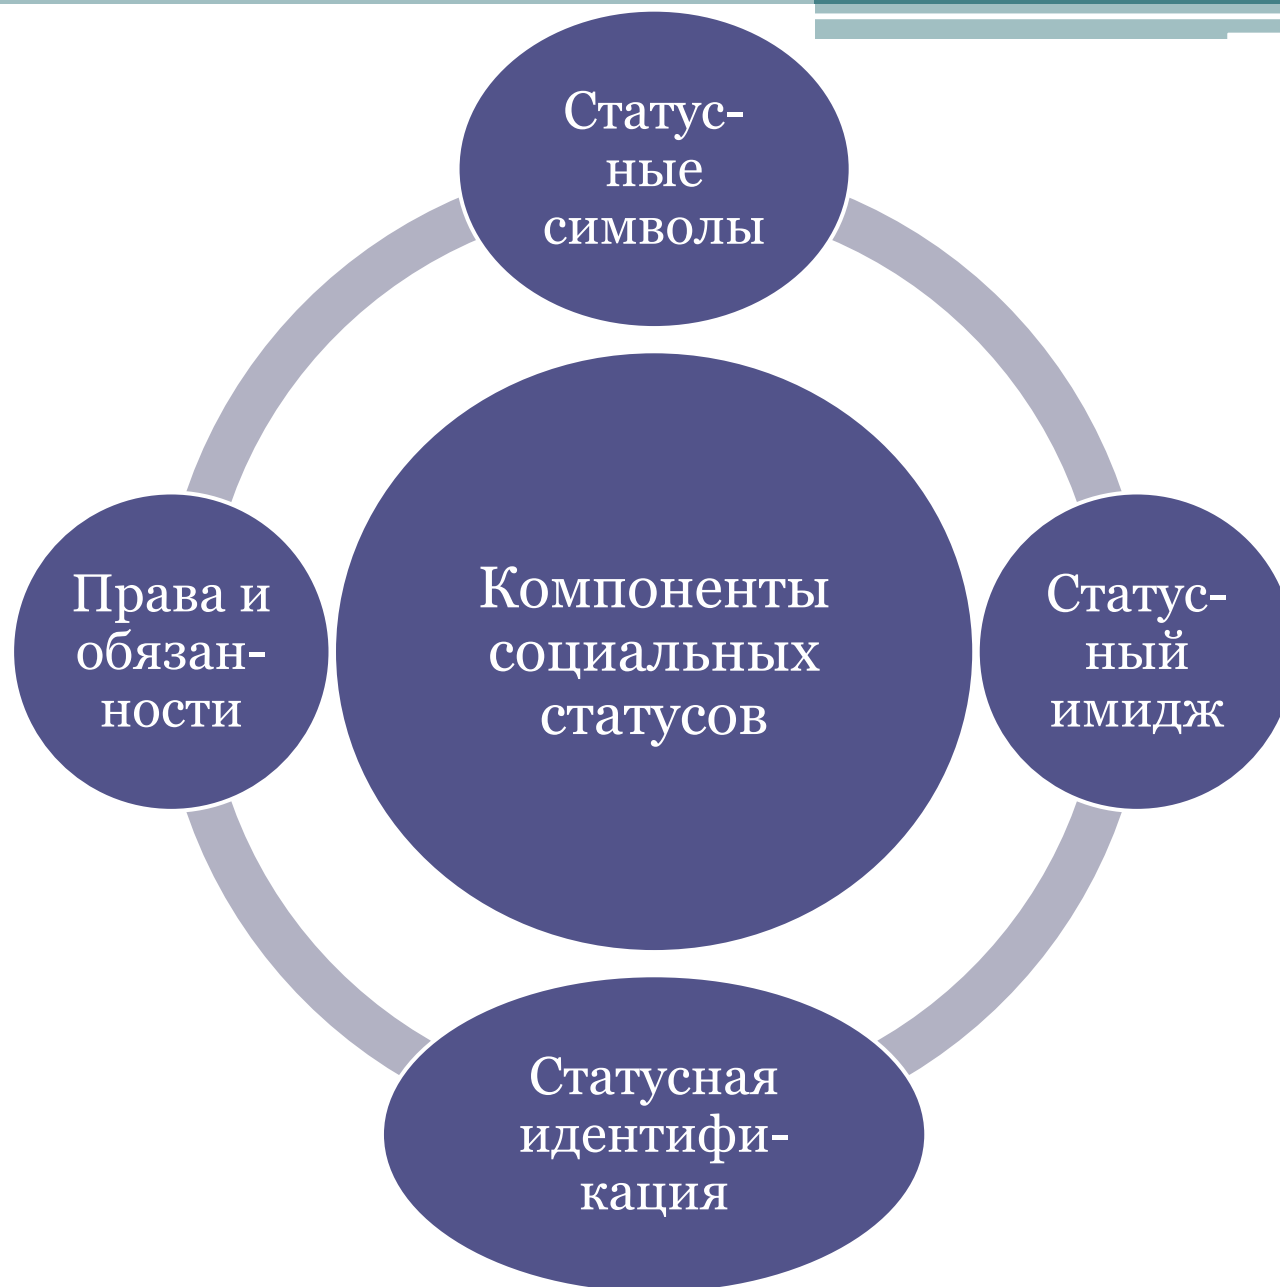 Статус-
ные
символы
Компоненты
социальных
статусов
Права и
обязан-
ности
Статус-
ный
имидж
Статусная
идентифи-
кация